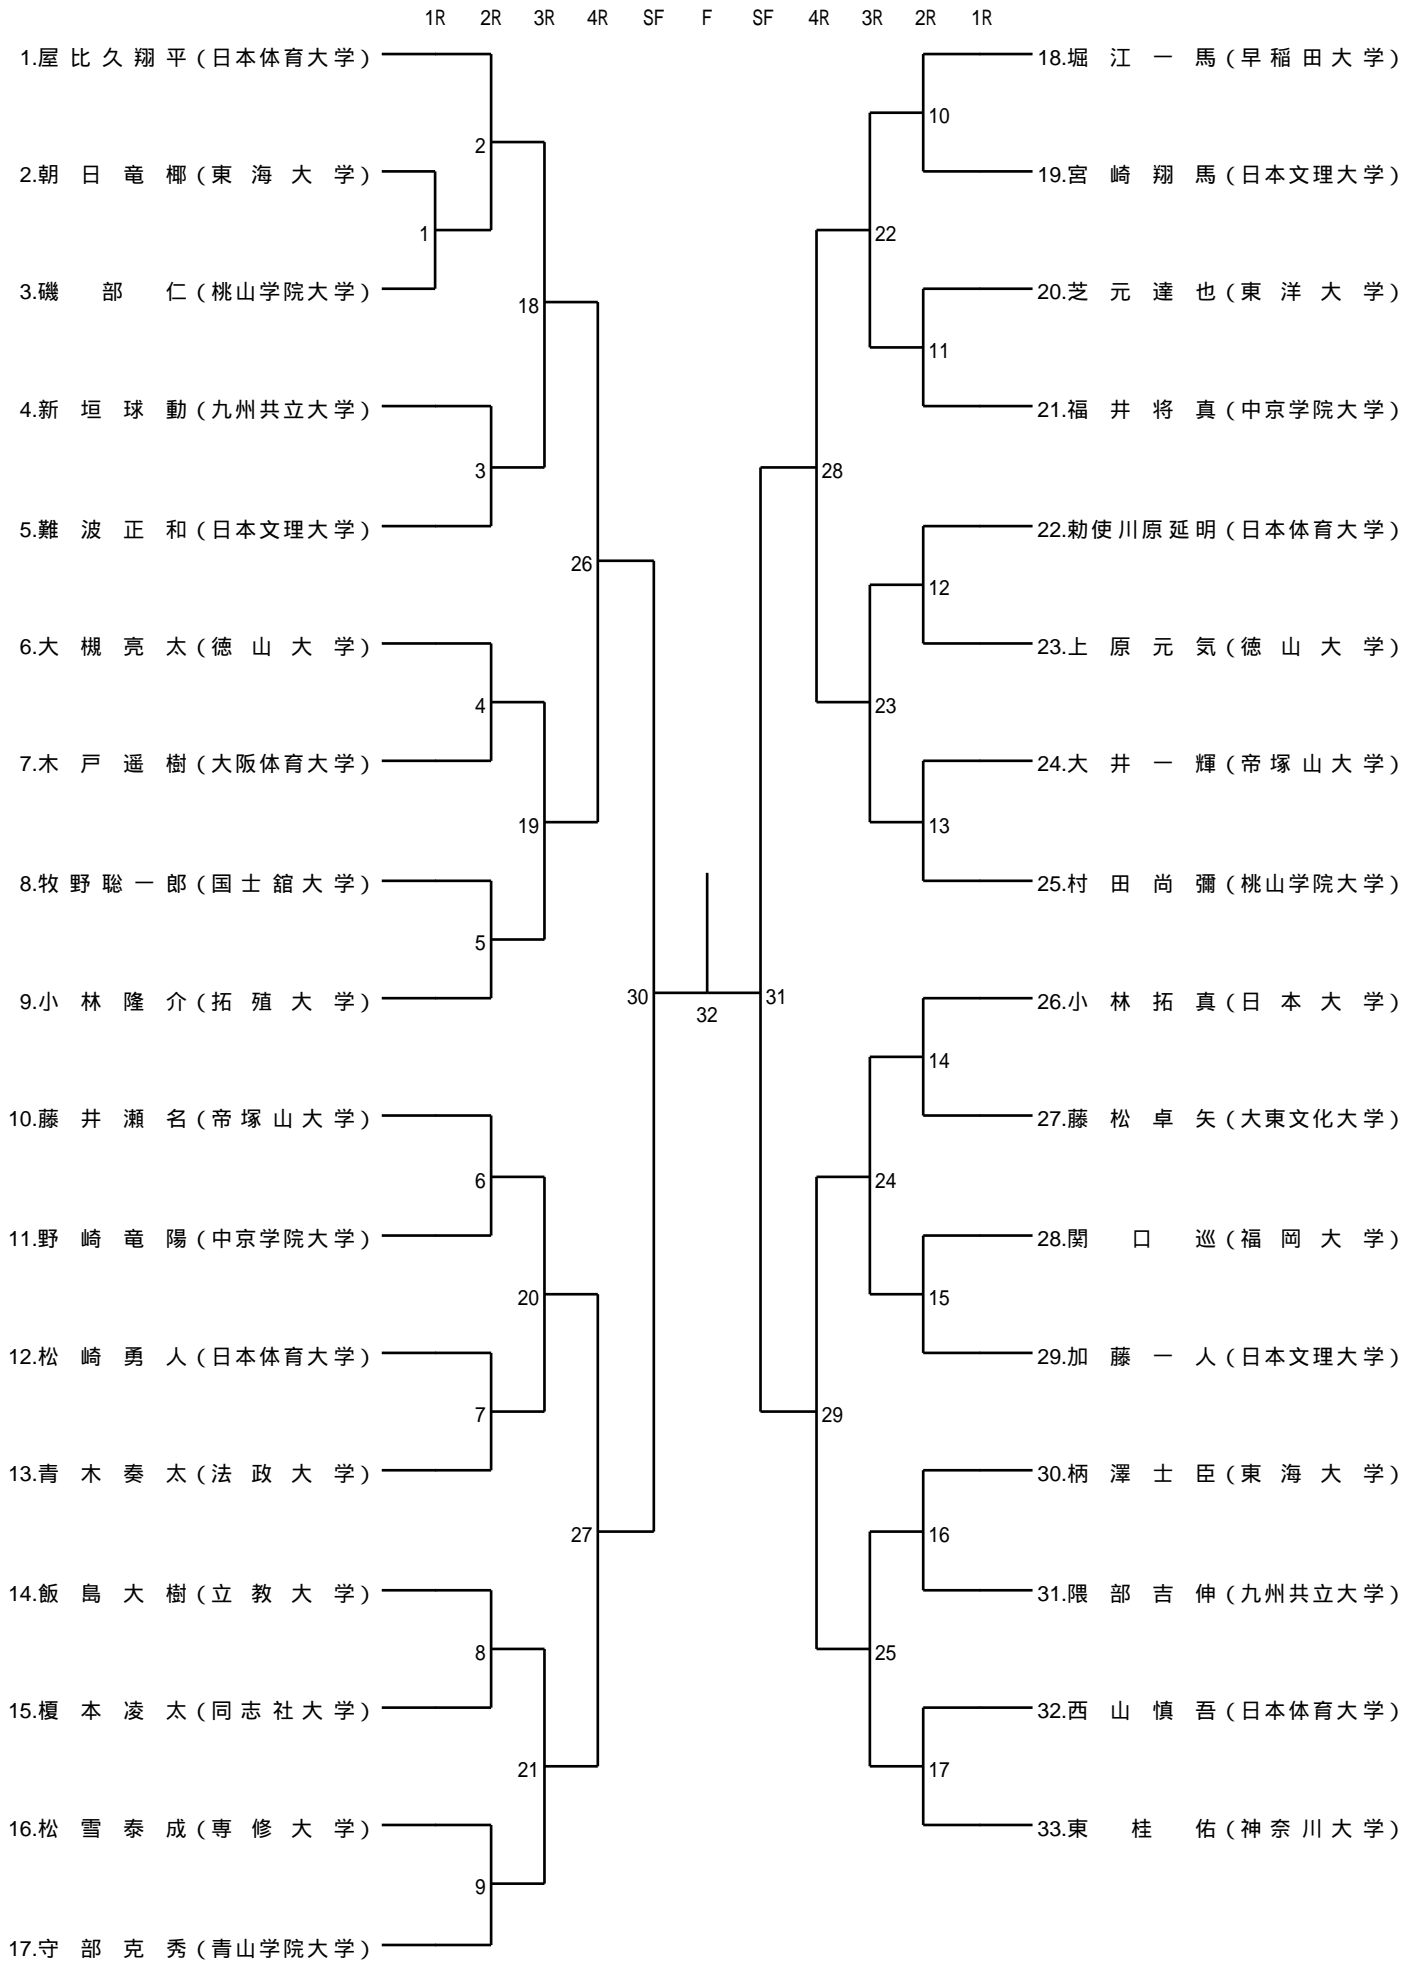 1R 2R 3R 4R SF F SF 4R 3R 2R 1R
1.屋比久翔平(日本体育大学)
2.朝日竜椰(東海大学)
3.磯部仁(桃山学院大学)
4.新垣球動(九州共立大学)
5.難波正和(日本文理大学)
6.大槻亮太(徳山大学)
7.木戸遥樹(大阪体育大学)
8.牧野聡一郎(国士舘大学)
9.小林隆介(拓殖大学)
10.藤井瀬名(帝塚山大学)
11.野崎竜陽(中京学院大学)
12.松崎勇人(日本体育大学)
13.青木奏太(法政大学)
14.飯島大樹(立教大学)
15.榎本凌太(同志社大学)
16.松雪泰成(専修大学)
17.守部克秀(青山学院大学)
1
2
3
4
5
6
7
8
9
18
19
20
21
26
27
30
32
31
28
29
22
23
24
25
10
11
12
13
14
15
16
17
18.堀江一馬(早稲田大学)
19.宮崎翔馬(日本文理大学)
20.芝元達也(東洋大学)
21.福井将真(中京学院大学)
22.勅使川原延明(日本体育大学)
23.上原元気(徳山大学)
24.大井一輝(帝塚山大学)
25.村田尚彌(桃山学院大学)
26.小林拓真(日本大学)
27.藤松卓矢(大東文化大学)
28.関口巡(福岡大学)
29.加藤一人(日本文理大学)
30.柄澤士臣(東海大学)
31.隈部吉伸(九州共立大学)
32.西山慎吾(日本体育大学)
33.東桂佑(神奈川大学)